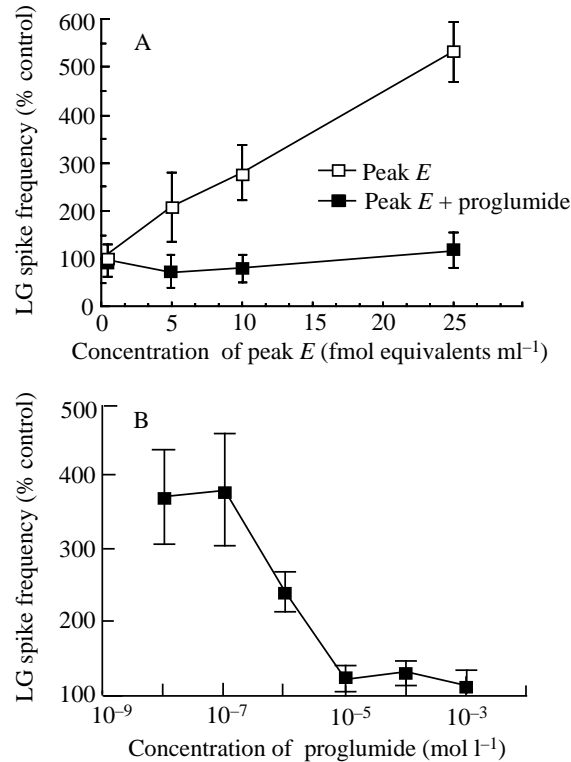 600
A
500
400
300
200
100
0
LG spike frequency (% control)
Peak E
Peak E + proglumide
0 5 10 15 20 25
Concentration of peak E (fmol equivalents ml⁻¹)
500
B
400
300
200
100
LG spike frequency (% control)
10⁻⁹ 10⁻⁷ 10⁻⁵ 10⁻³
Concentration of proglumide (mol l⁻¹)